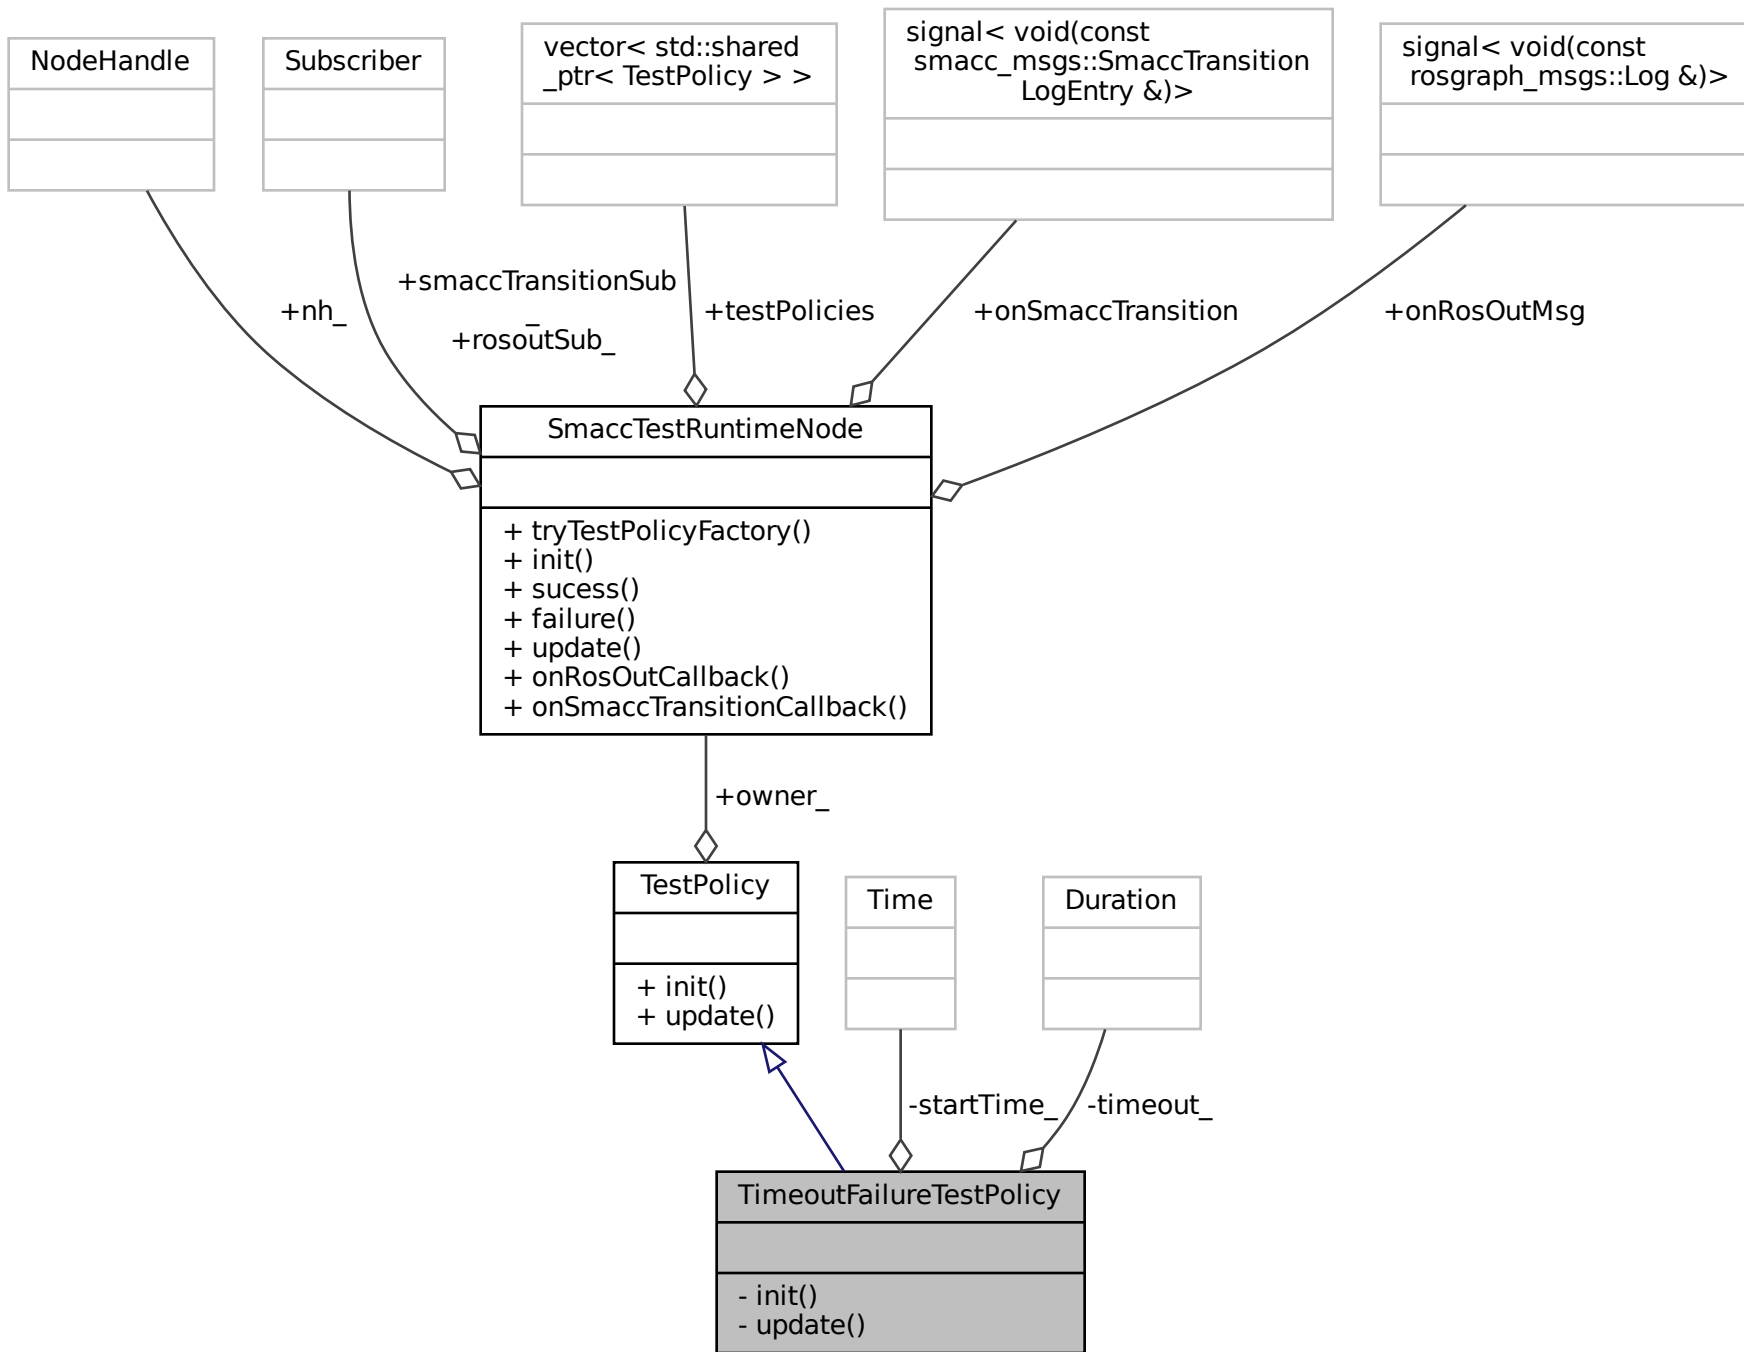 NodeHandle
Subscriber
vector< std::shared
_ptr< TestPolicy > >
signal< void(const
smacc_msgs::SmaccTransition
LogEntry &)>
signal< void(const
rosgraph_msgs::Log &)>
+nh_
+smaccTransitionSub
_
+rosoutSub_
+testPolicies
+onSmaccTransition
+onRosOutMsg
SmaccTestRuntimeNode
+ tryTestPolicyFactory()
+ init()
+ sucess()
+ failure()
+ update()
+ onRosOutCallback()
+ onSmaccTransitionCallback()
+owner_
TestPolicy
+ init()
+ update()
Time
Duration
-startTime_
-timeout_
TimeoutFailureTestPolicy
- init()
- update()